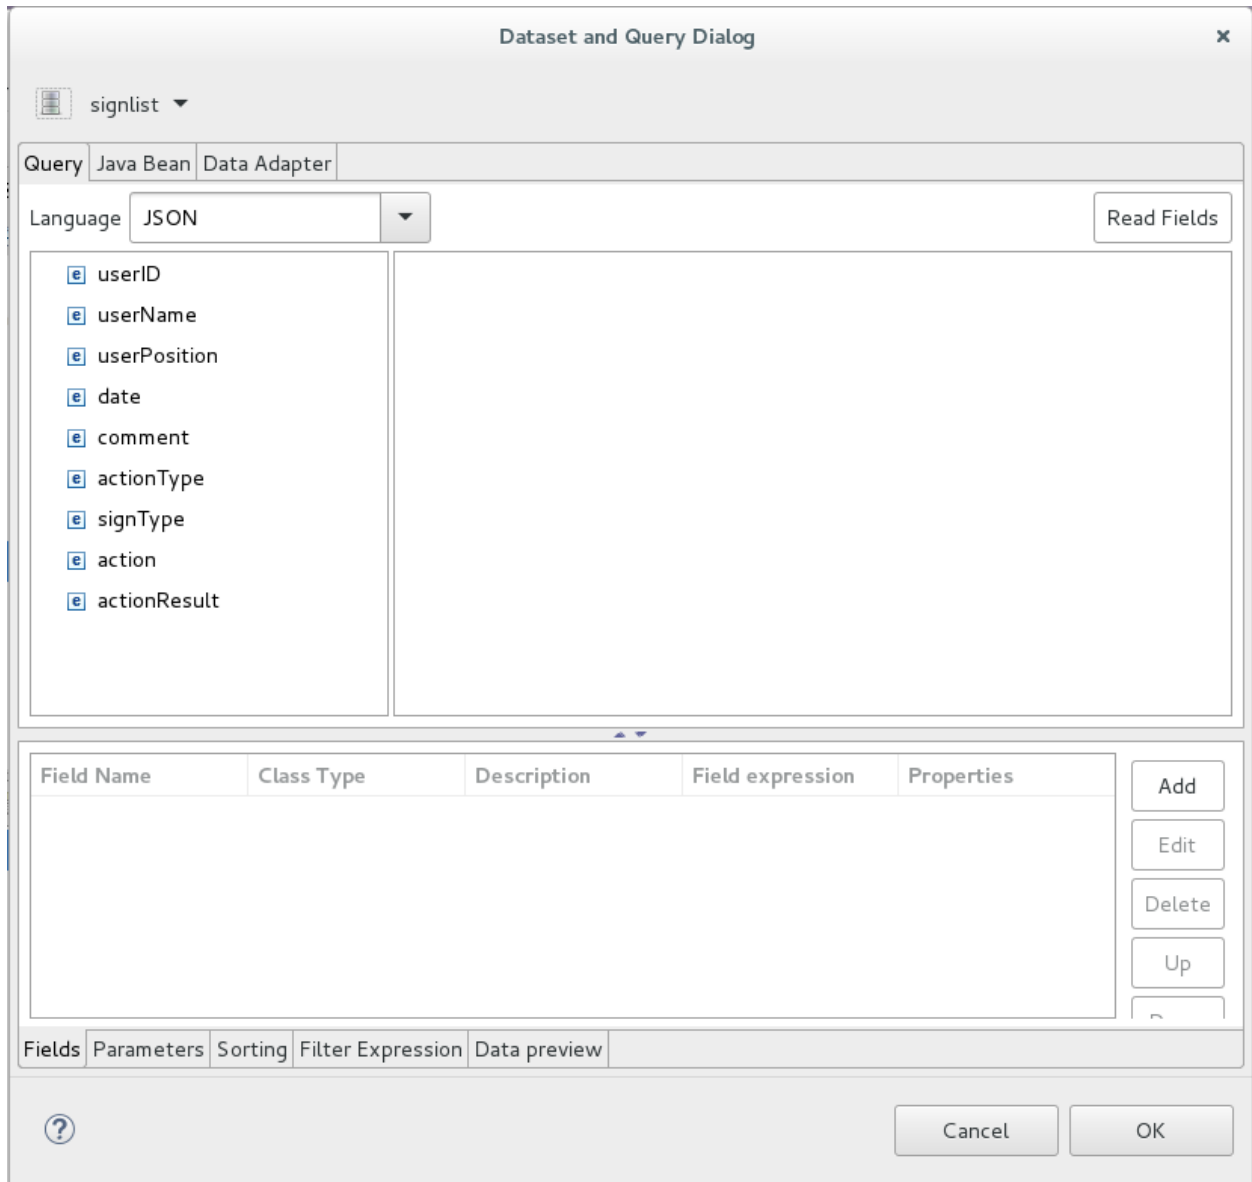 Dataset and Query Dialog
signlist
Query Java Bean Data Adapter
Language JSON Read Fields
userID
userName
userPosition
date
comment
actionType
signType
action
actionResult
Field Name Class Type Description Field expression Properties
Add
Edit
Delete
Up
Fields Parameters Sorting Filter Expression Data preview
Cancel OK